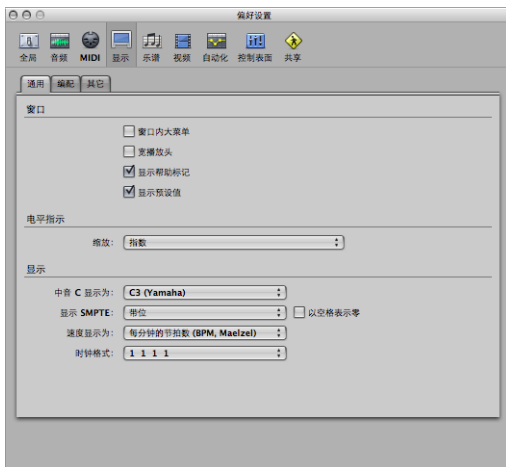 偏好设置
全局 音频 MIDI 显示 乐谱 视频 自动化 控制表面 共享
通用 编配 其它
窗口
窗口内大菜单
宽播放头
显示帮助标记
显示预设值
电平指示
缩放: 指数
显示
中音 C 显示为: C3 (Yamaha)
显示 SMPTE: 带位 以空格表示零
速度显示为: 每分钟的节拍数 (BPM, Maelzel)
时钟格式: 1 1 1 1